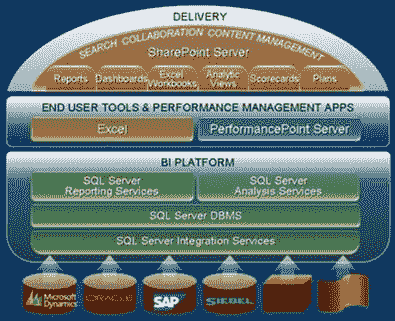 DELIVERY
SEARCH COLLABORATION CONTENT MANAGEMENT
SharePoint Server
Reports
Dashboards
Excel Workbooks
Analytic Views
Scorecards
Plans
END USER TOOLS & PERFORMANCE MANAGEMENT APPS
Excel
PerformancePoint Server
BI PLATFORM
SQL Server
Reporting Services
SQL Server
Analysis Services
SQL Server DBMS
SQL Server Integration Services
Microsoft
Dynamics
ORACLE
SAP
SIEBEL